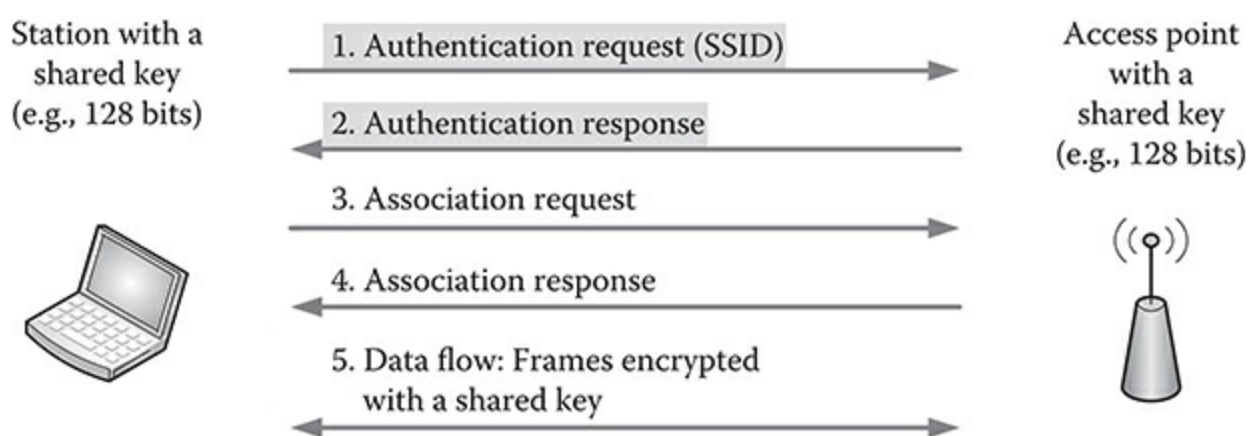 Station with a
shared key
(e.g., 128 bits)
1. Authentication request (SSID)
2. Authentication response
3. Association request
4. Association response
5. Data flow: Frames encrypted
with a shared key
Access point
with a
shared key
(e.g., 128 bits)